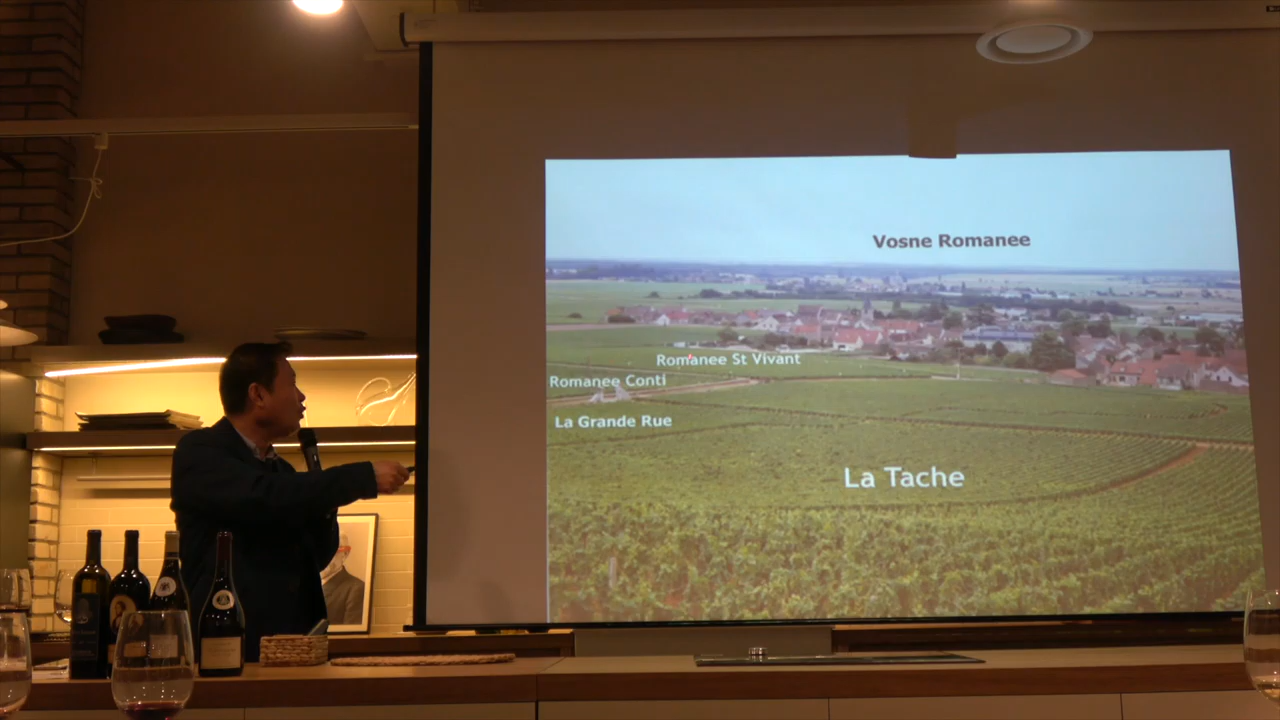 Vosne Romanee
Romanee St Vivant
Romanee Conti
La Grande Rue
La Tache